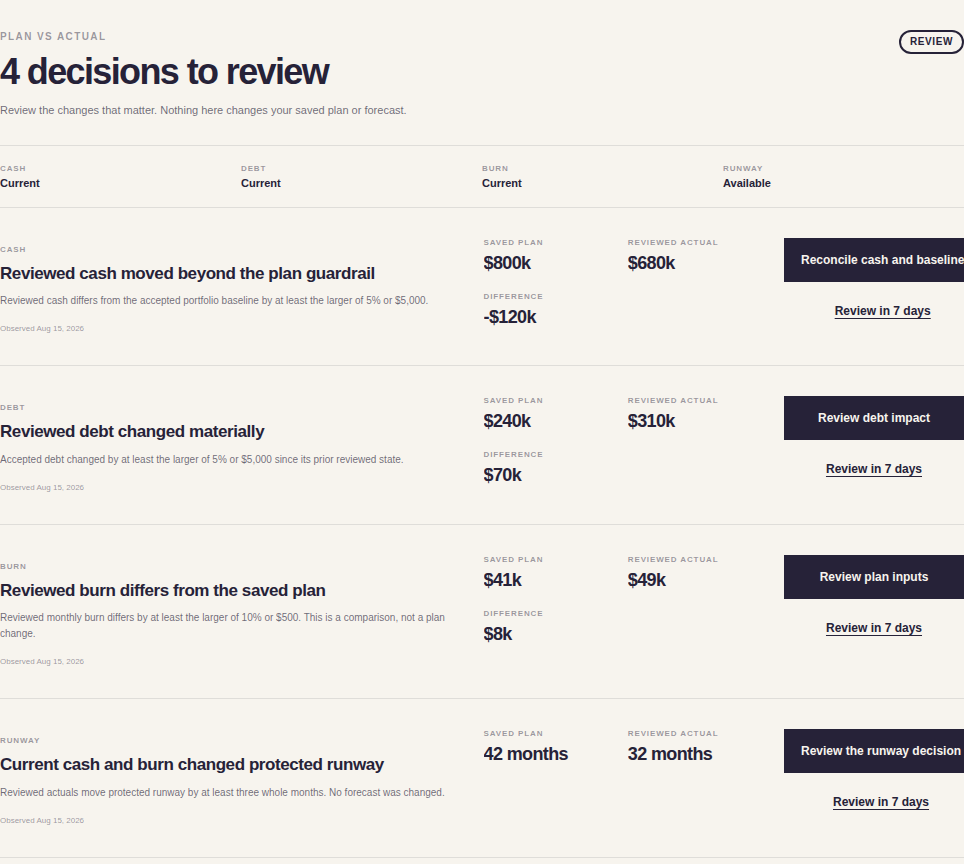 PLAN VS ACTUAL
REVIEW
4 decisions to review
Review the changes that matter. Nothing here changes your saved plan or forecast.
CASH
Current
DEBT
Current
BURN
Current
RUNWAY
Available
CASH
Reviewed cash moved beyond the plan guardrail
Reviewed cash differs from the accepted portfolio baseline by at least the larger of 5% or $5,000.
Observed Aug 15, 2026
SAVED PLAN
$800k
REVIEWED ACTUAL
$680k
DIFFERENCE
-$120k
Reconcile cash and baseline
Review in 7 days
DEBT
Reviewed debt changed materially
Accepted debt changed by at least the larger of 5% or $5,000 since its prior reviewed state.
Observed Aug 15, 2026
SAVED PLAN
$240k
REVIEWED ACTUAL
$310k
DIFFERENCE
$70k
Review debt impact
Review in 7 days
BURN
Reviewed burn differs from the saved plan
Reviewed monthly burn differs by at least the larger of 10% or $500. This is a comparison, not a plan
change.
Observed Aug 15, 2026
SAVED PLAN
$41k
REVIEWED ACTUAL
$49k
DIFFERENCE
$8k
Review plan inputs
Review in 7 days
RUNWAY
Current cash and burn changed protected runway
Reviewed actuals move protected runway by at least three whole months. No forecast was changed.
Observed Aug 15, 2026
SAVED PLAN
42 months
REVIEWED ACTUAL
32 months
Review the runway decision
Review in 7 days